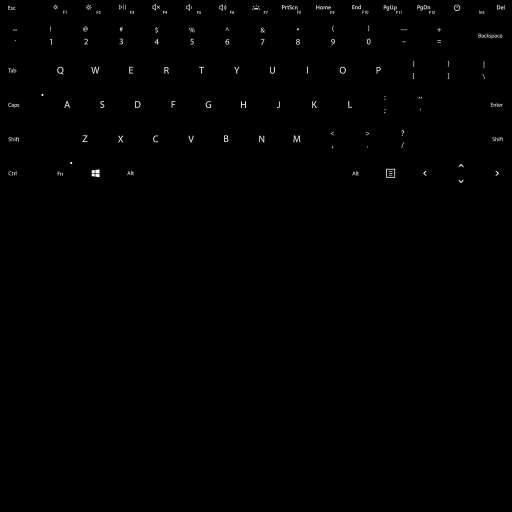 Esc F1 F2 F3 F4 F5 F6 F7 PrtScn F8 Home F9 End F10 PgUp F11 PgDn F12 Ins Del
~ ! @ # $ % ^ & * ( ) — +
` 1 2 3 4 5 6 7 8 9 0 - = Backspace
Tab Q W E R T Y U I O P { } |
[ ] \
Caps A S D F G H J K L : " Enter
; '
Shift Z X C V B N M < > ? Shift
, . /
Ctrl Fn Alt Alt